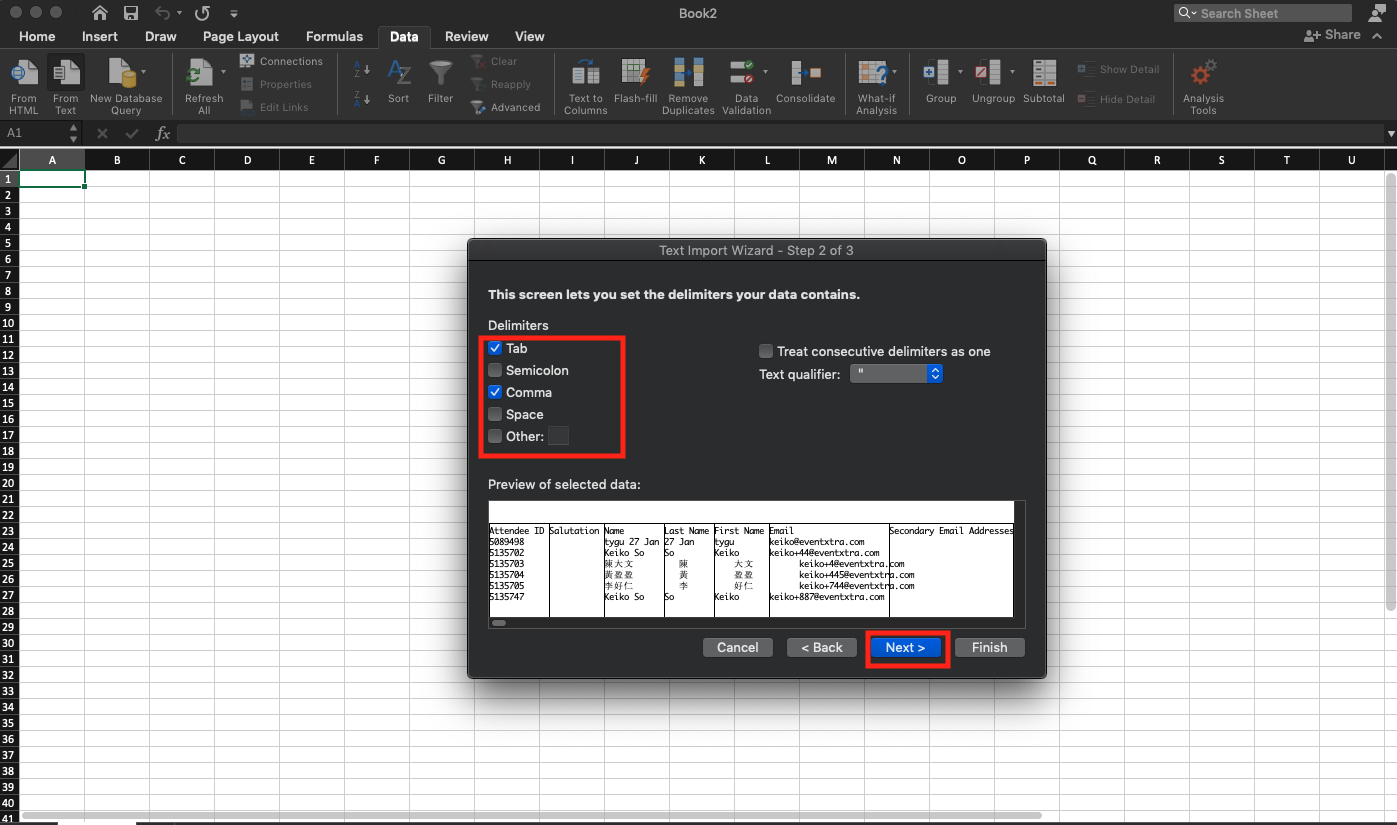 Book2
Search Sheet
Home Insert Draw Page Layout Formulas Data Review View
Share
From HTML
From Text
New Database Query
Refresh All
Connections
Properties
Edit Links
A Z
Z A
Sort
Filter
Clear
Reapply
Advanced
Text to Columns
Flash-fill
Remove Duplicates
Data Validation
Consolidate
What-if Analysis
Group
Ungroup
Subtotal
Show Detail
Hide Detail
Analysis Tools
A1 fx
A B C D E F G H I J K L M N O P Q R S T U
1
2
3
4
5
6
7
8
9
10
11
12
13
14
15
16
17
18
19
20
21
22
23
24
25
26
27
28
29
30
31
32
33
34
35
36
37
38
39
40
41
Text Import Wizard - Step 2 of 3
This screen lets you set the delimiters your data contains.
Delimiters
Tab
Semicolon
Comma
Space
Other:
Treat consecutive delimiters as one
Text qualifier: "
Preview of selected data:
Attendee ID Salutation Name Last Name First Name Email Secondary Email Addresses
5089498 tygu 27 Jan 27 Jan tygu keiko@eventxtra.com
5135702 Keiko So So Keiko keiko+44@eventxtra.com
5135703 陳大文 陳 大文 keiko+4@eventxtra.com
5135704 黃盈盈 黃 盈盈 keiko+445@eventxtra.com
5135705 李好仁 李 好仁 keiko+744@eventxtra.com
5135747 Keiko So So Keiko keiko+887@eventxtra.com
Cancel < Back Next > Finish